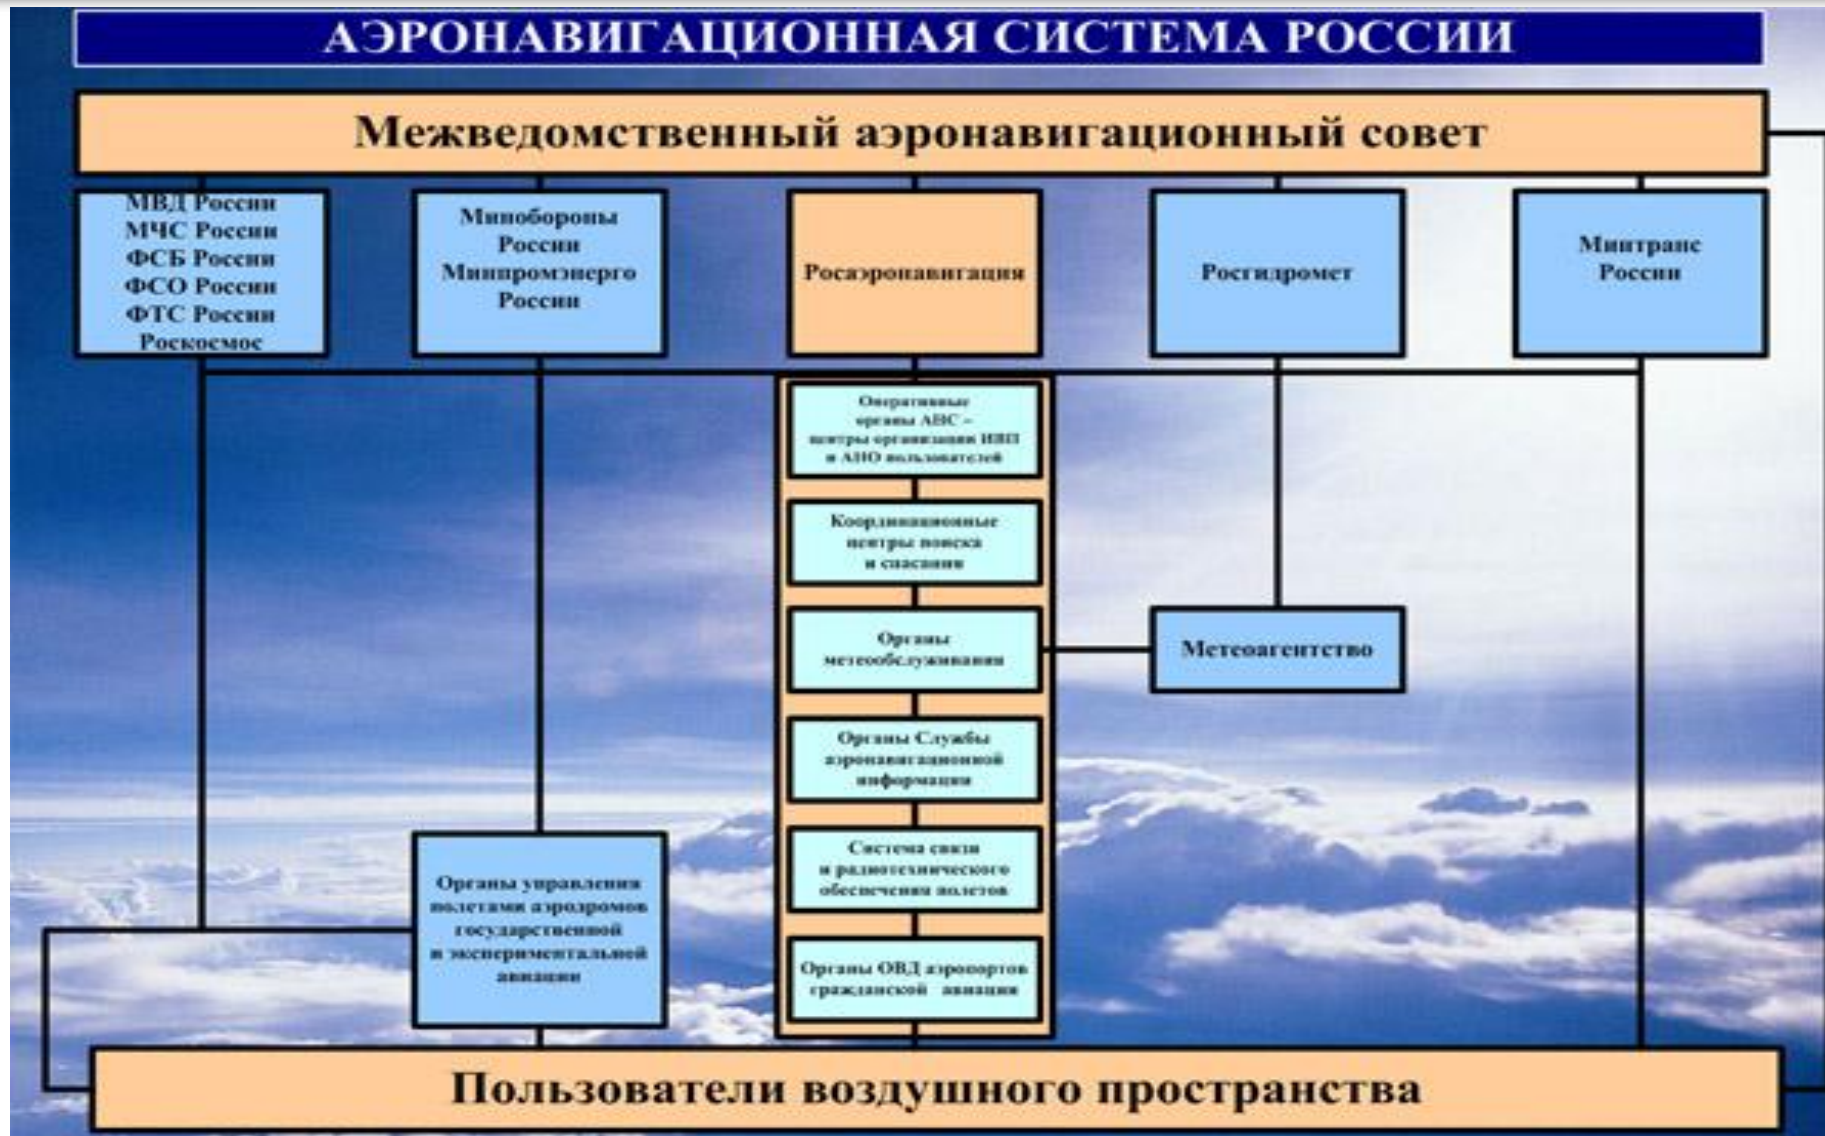 АЭРОНАВИГАЦИОННАЯ СИСТЕМА РОССИИ
Межведомственный аэронавигационный совет
МВД России
МЧС России
ФСБ России
ФСО России
ФТС России
Роскосмос
Минобороны
России
Минпромэнерго
России
Росаэронавигация
Росгидромет
Минтранс
России
Оперативные
органы АНС –
центры организации ИВП
и АНО пользователей
Координационные
центры поиска
и спасания
Органы
метеообслуживания
Метеоагентство
Органы Службы
аэронавигационной
информации
Система связи
и радиотехнического
обеспечения полетов
Органы управления
полетами аэродромов
государственной
и экспериментальной
авиации
Органы ОВД аэропортов
гражданской авиации
Пользователи воздушного пространства